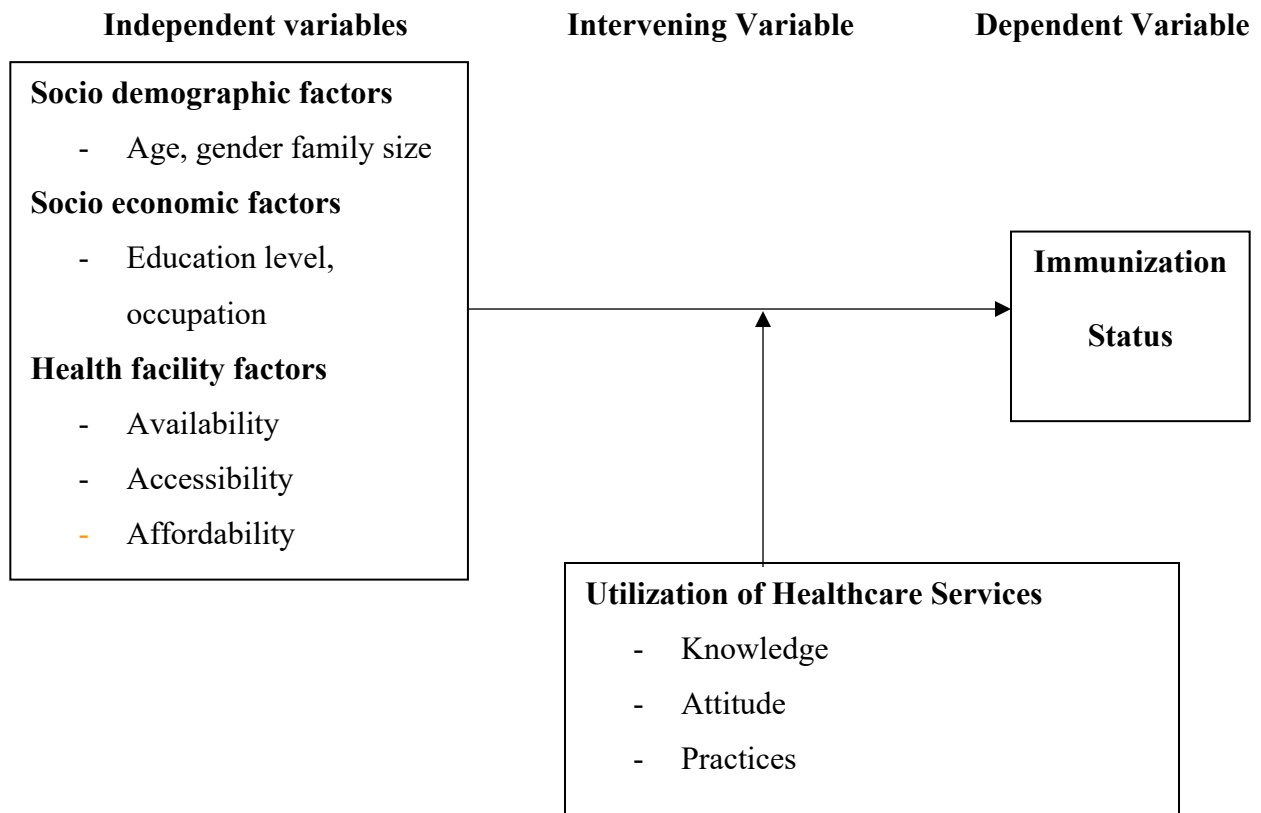 Independent variables
Intervening Variable
Dependent Variable
Socio demographic factors
- Age, gender family size
Socio economic factors
- Education level,
occupation
Health facility factors
- Availability
- Accessibility
- Affordability
Immunization
Status
Utilization of Healthcare Services
- Knowledge
- Attitude
- Practices